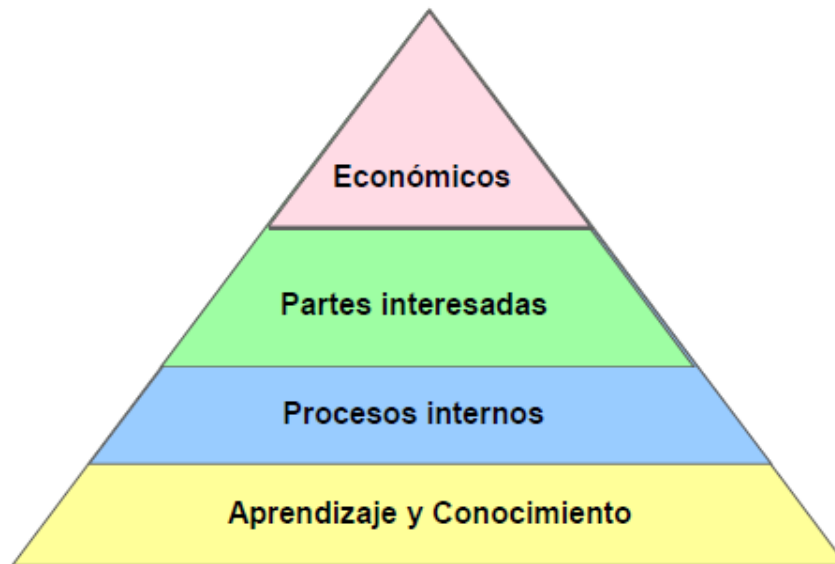 Económicos
Partes interesadas
Procesos internos
Aprendizaje y Conocimiento